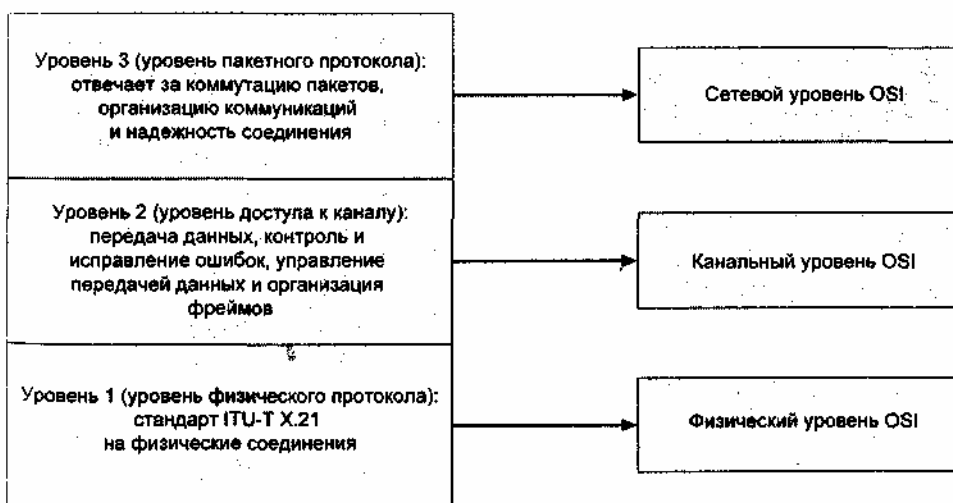 Уровень 3 (уровень пакетного протокола):
отвечает за коммутацию пакетов,
организацию коммуникаций
и надежность соединения
Сетевой уровень OSI
Уровень 2 (уровень доступа к каналу):
передача данных, контроль и
исправление ошибок, управление
передачей данных и организация
фреймов
Канальный уровень OSI
Уровень 1 (уровень физического протокола):
стандарт ITU-T X.21
на физические соединения
Физический уровень OSI